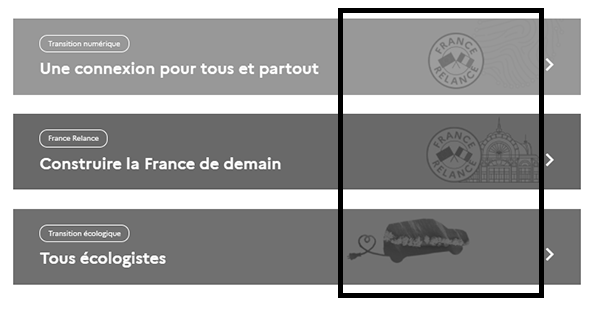 Transition numérique
Une connexion pour tous et partout
FRANCE
RELANCE
France Relance
Construire la France de demain
FRANCE
RELANCE
Transition écologique
Tous écologistes